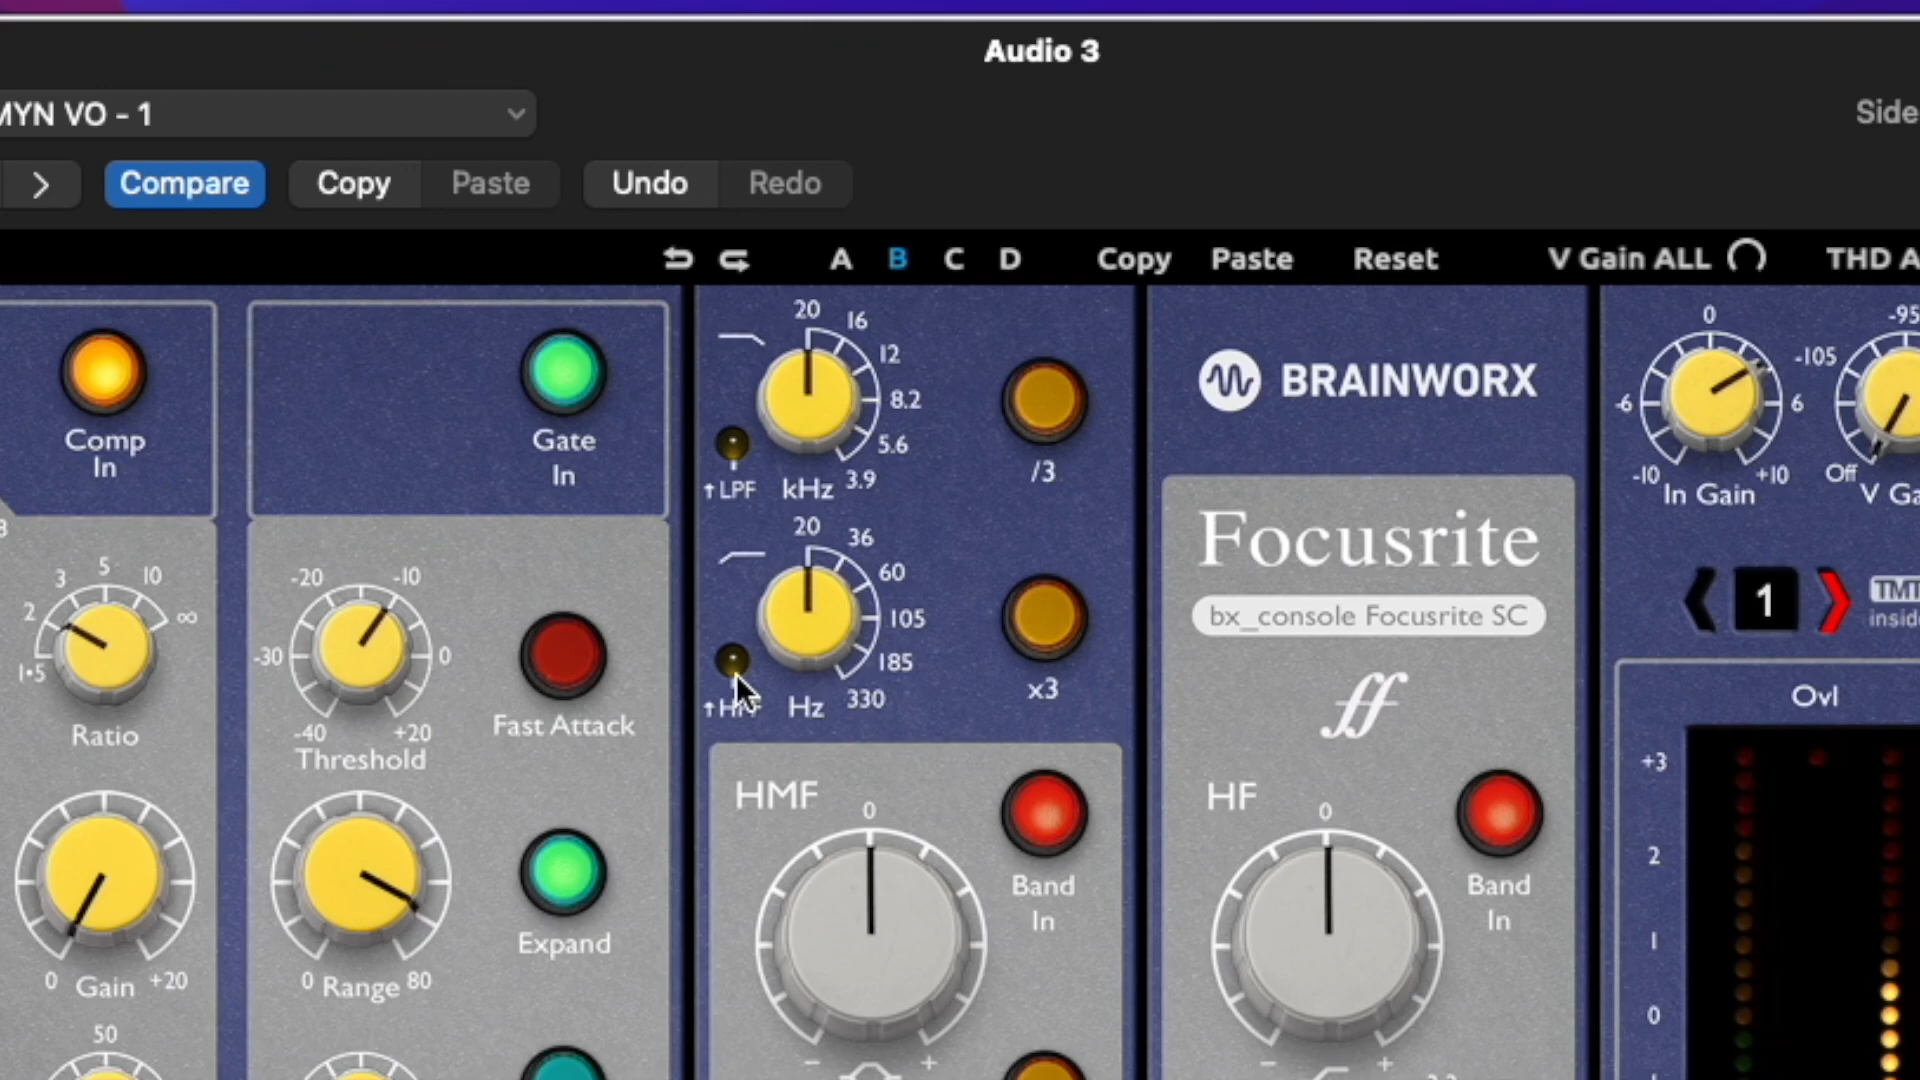 Audio 3
MYN VO - 1
Side
Compare
Copy
Paste
Undo
Redo
A B C D
Copy
Paste
Reset
V Gain ALL
THD A
Comp
In
Gate
In
20
16
12
8.2
5.6
3.9
↑LPF
kHz
/3
20
36
60
105
185
330
Hz
x3
BRAINWORX
Focusrite
bx_console Focusrite SC
ff
0
-6
6
-10
+10
In Gain
-95
-105
Off
1
TMT
Ovl
+3
2
1
0
3
5
10
2
∞
1•5
Ratio
-20
-10
-30
0
-40
+20
Threshold
Fast Attack
HMF
0
Band
In
HF
0
Band
In
0
Gain
+20
0
Range
80
Expand
50
-
+
-
+